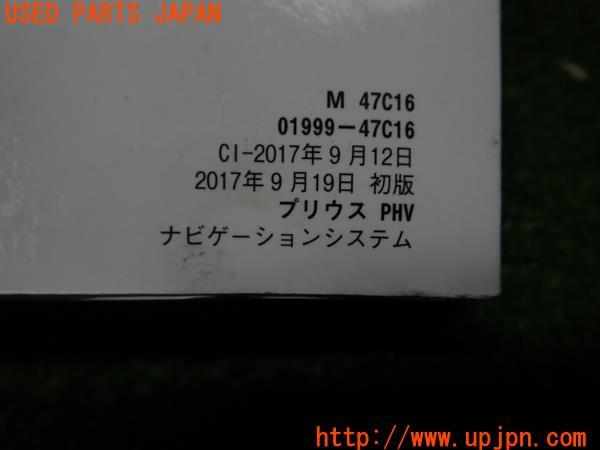 USED PARTS JAPAN
M 47C16
01999-47C16
CI-2017年9月12日
2017年9月19日 初版
プリウス PHV
ナビゲーションシステム
http://www.upjpn.com